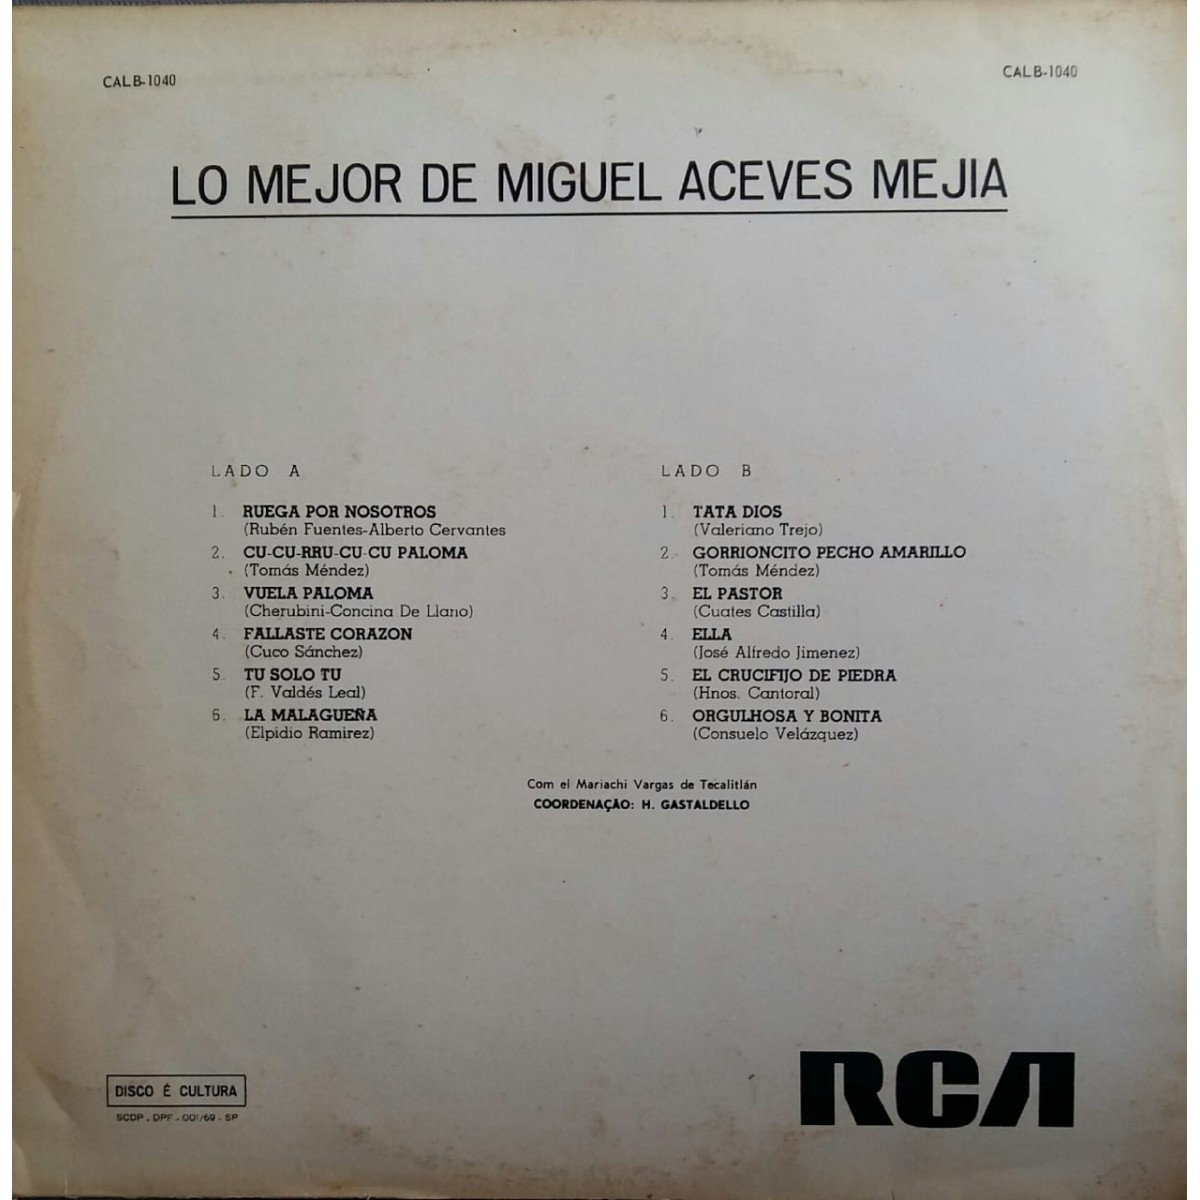 CALB-1040
CALB-1040
LO MEJOR DE MIGUEL ACEVES MEJIA
LADO A
1. RUEGA POR NOSOTROS
(Rubén Fuentes-Alberto Cervantes
2. CU-CU-RRU-CU-CU PALOMA
(Tomás Méndez)
3. VUELA PALOMA
(Cherubini-Concina De Llano)
4. FALLASTE CORAZON
(Cuco Sánchez)
5. TU SOLO TU
(F. Valdés Leal)
6. LA MALAGUEÑA
(Elpidio Ramirez)
LADO B
1. TATA DIOS
(Valeriano Trejo)
2. GORRIONCITO PECHO AMARILLO
(Tomás Méndez)
3. EL PASTOR
(Cuates Castilla)
4. ELLA
(José Alfredo Jimenez)
5. EL CRUCIFIJO DE PIEDRA
(Hnos. Cantoral)
6. ORGULHOSA Y BONITA
(Consuelo Velázquez)
Com el Mariachi Vargas de Tecalitlán
COORDENAÇÃO: H. GASTALDELLO
DISCO É CULTURA
SCDP - DPF - 001/69 - SP
RCA